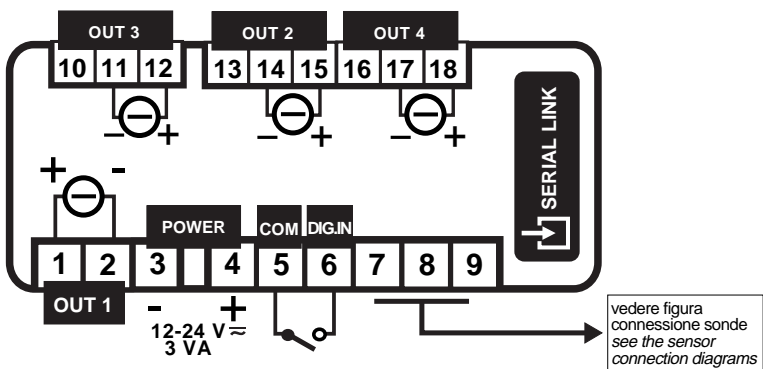 OUT 3 OUT 2 OUT 4
10 11 12 13 14 15 16 17 18
− + − + − +
SERIAL LINK
+ -
POWER COM DIG.IN
1 2 3 4 5 6 7 8 9
OUT 1
- +
12-24 V ⎓
3 VA
vedere figura
connessione sonde
see the sensor
connection diagrams